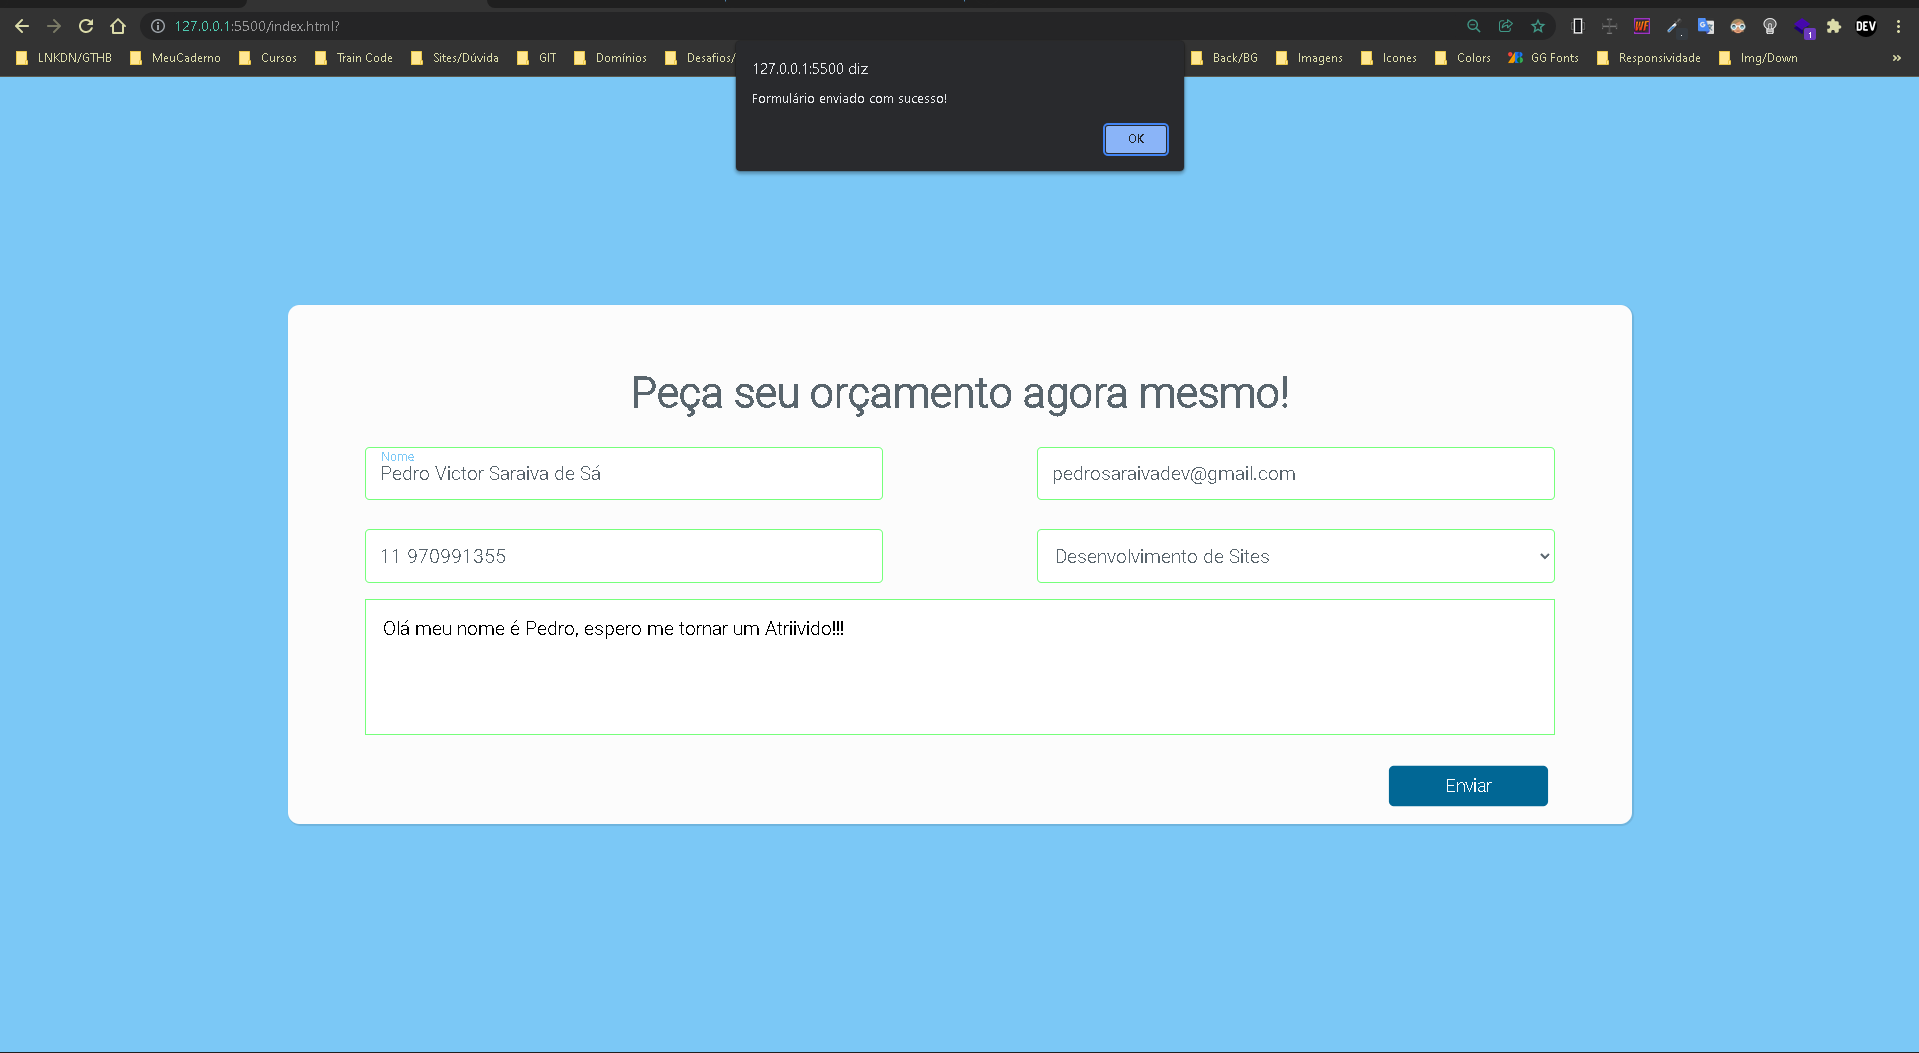 127.0.0.1:5500/index.html?
LNKDN/GTHB MeuCaderno Cursos Train Code Sites/Dúvida GIT Domínios Desafios/ Back/BG Imagens Icones Colors GG Fonts Responsividade Img/Down »
127.0.0.1:5500 diz
Formulário enviado com sucesso!
OK
Peça seu orçamento agora mesmo!
Nome
Pedro Victor Saraiva de Sá
pedrosaraivadev@gmail.com
11 970991355
Desenvolvimento de Sites
Olá meu nome é Pedro, espero me tornar um Atriivido!!!
Enviar
WF
1
DEV